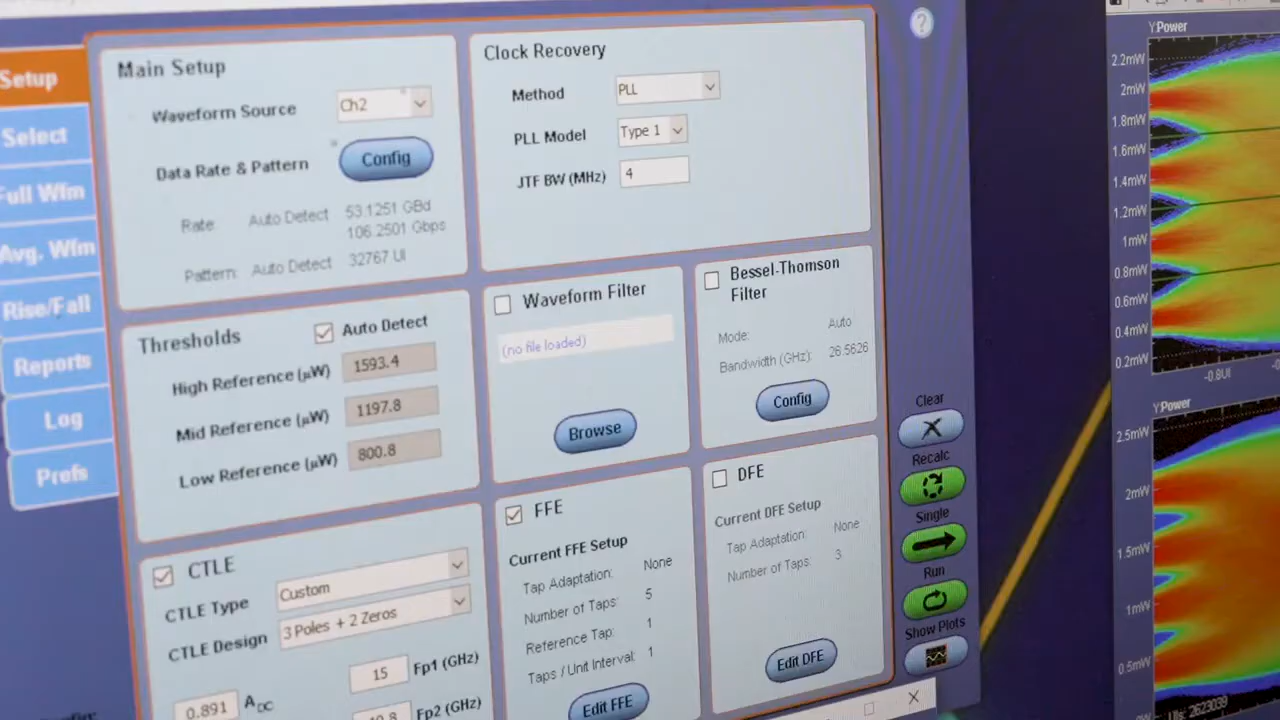 Setup
Select
Full Wfm
Avg. Wfm
Rise/Fall
Reports
Log
Prefs
Main Setup
Waveform Source Ch2
Data Rate & Pattern Config
Rate: Auto Detect 53.1251 GBd
106.2501 Gbps
Pattern: Auto Detect 32767 UI
Clock Recovery
Method PLL
PLL Model Type 1
JTF BW (MHz) 4
Thresholds Auto Detect
High Reference (µW) 1593.4
Mid Reference (µW) 1197.8
Low Reference (µW) 800.8
Waveform Filter
(no file loaded)
Browse
Bessel-Thomson
Filter
Mode: Auto
Bandwidth (GHz): 26.5626
Config
CTLE
CTLE Type Custom
CTLE Design 3 Poles + 2 Zeros
15 Fp1 (GHz)
0.891 ADC
Fp2 (GHz)
FFE
Current FFE Setup
Tap Adaptation: None
Number of Taps: 5
Reference Tap: 1
Taps / Unit Interval: 1
Edit FFE
DFE
Current DFE Setup
Tap Adaptation: None
Number of Taps: 3
Edit DFE
?
Clear
Recalc
Single
Run
Show Plots
Y:Power
2.2mW
2mW
1.8mW
1.6mW
1.4mW
1.2mW
1mW
0.8mW
0.6mW
0.4mW
0.2mW
-0.8UI
Y:Power
2.5mW
2mW
1.5mW
1mW
0.5mW
UIs: 2623039